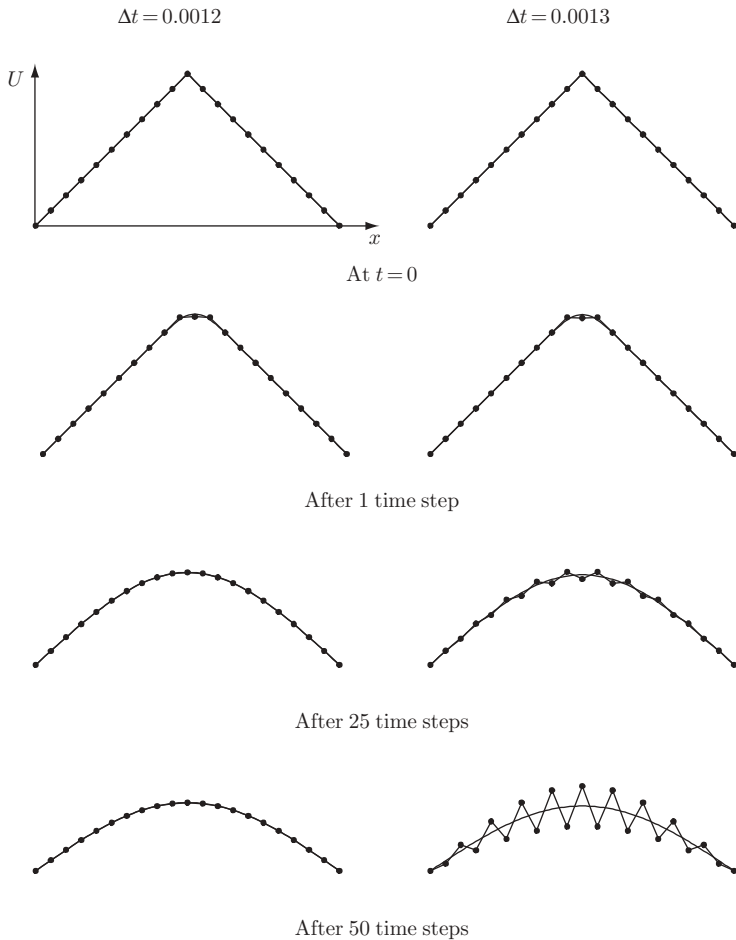 Δt = 0.0012
Δt = 0.0013
U
x
At t = 0
After 1 time step
After 25 time steps
After 50 time steps